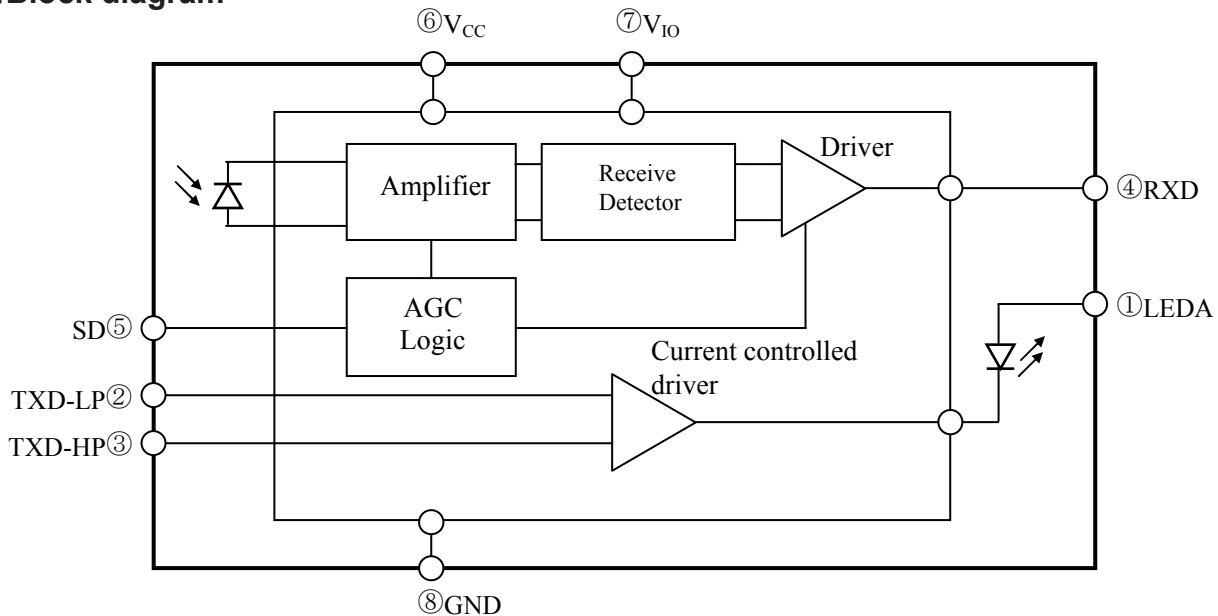 Block diagram
⑥VCC
⑦VIO
Driver
Amplifier
Receive
Detector
④RXD
AGC
Logic
①LEDA
SD⑤
Current controlled
driver
TXD-LP②
TXD-HP③
⑧GND